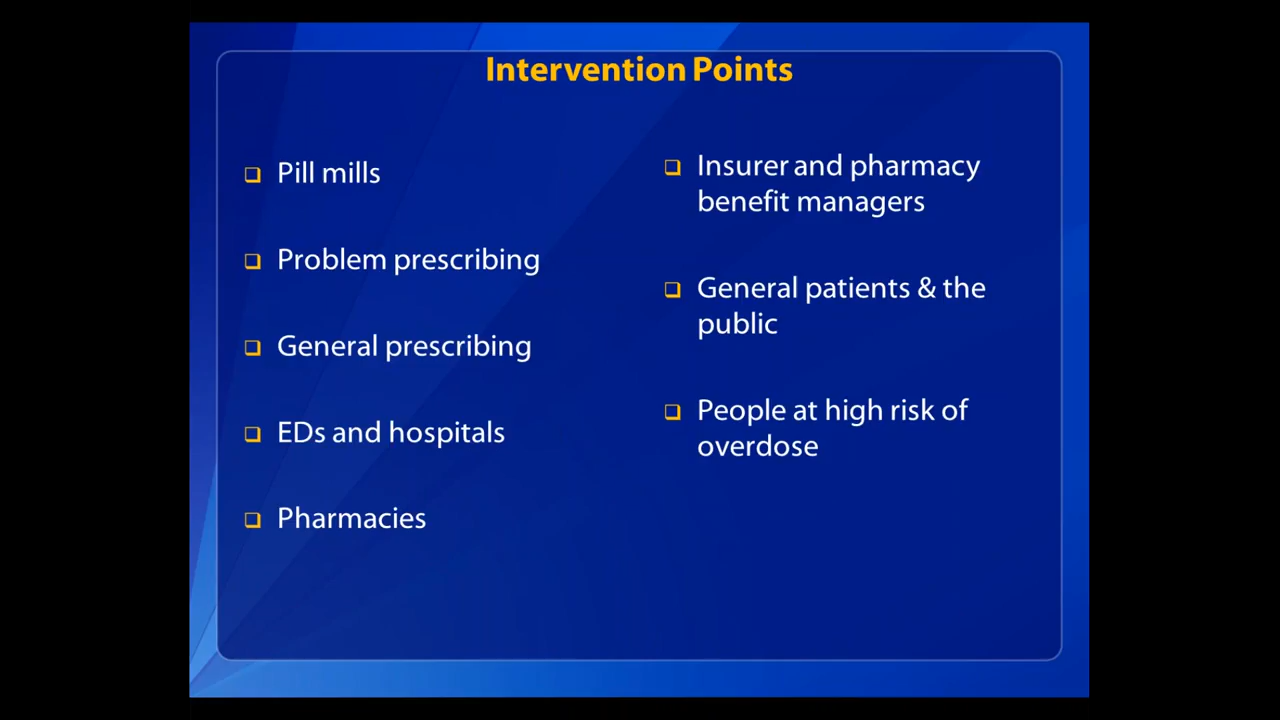 Intervention Points
Pill mills
Problem prescribing
General prescribing
EDs and hospitals
Pharmacies
Insurer and pharmacy
benefit managers
General patients & the
public
People at high risk of
overdose